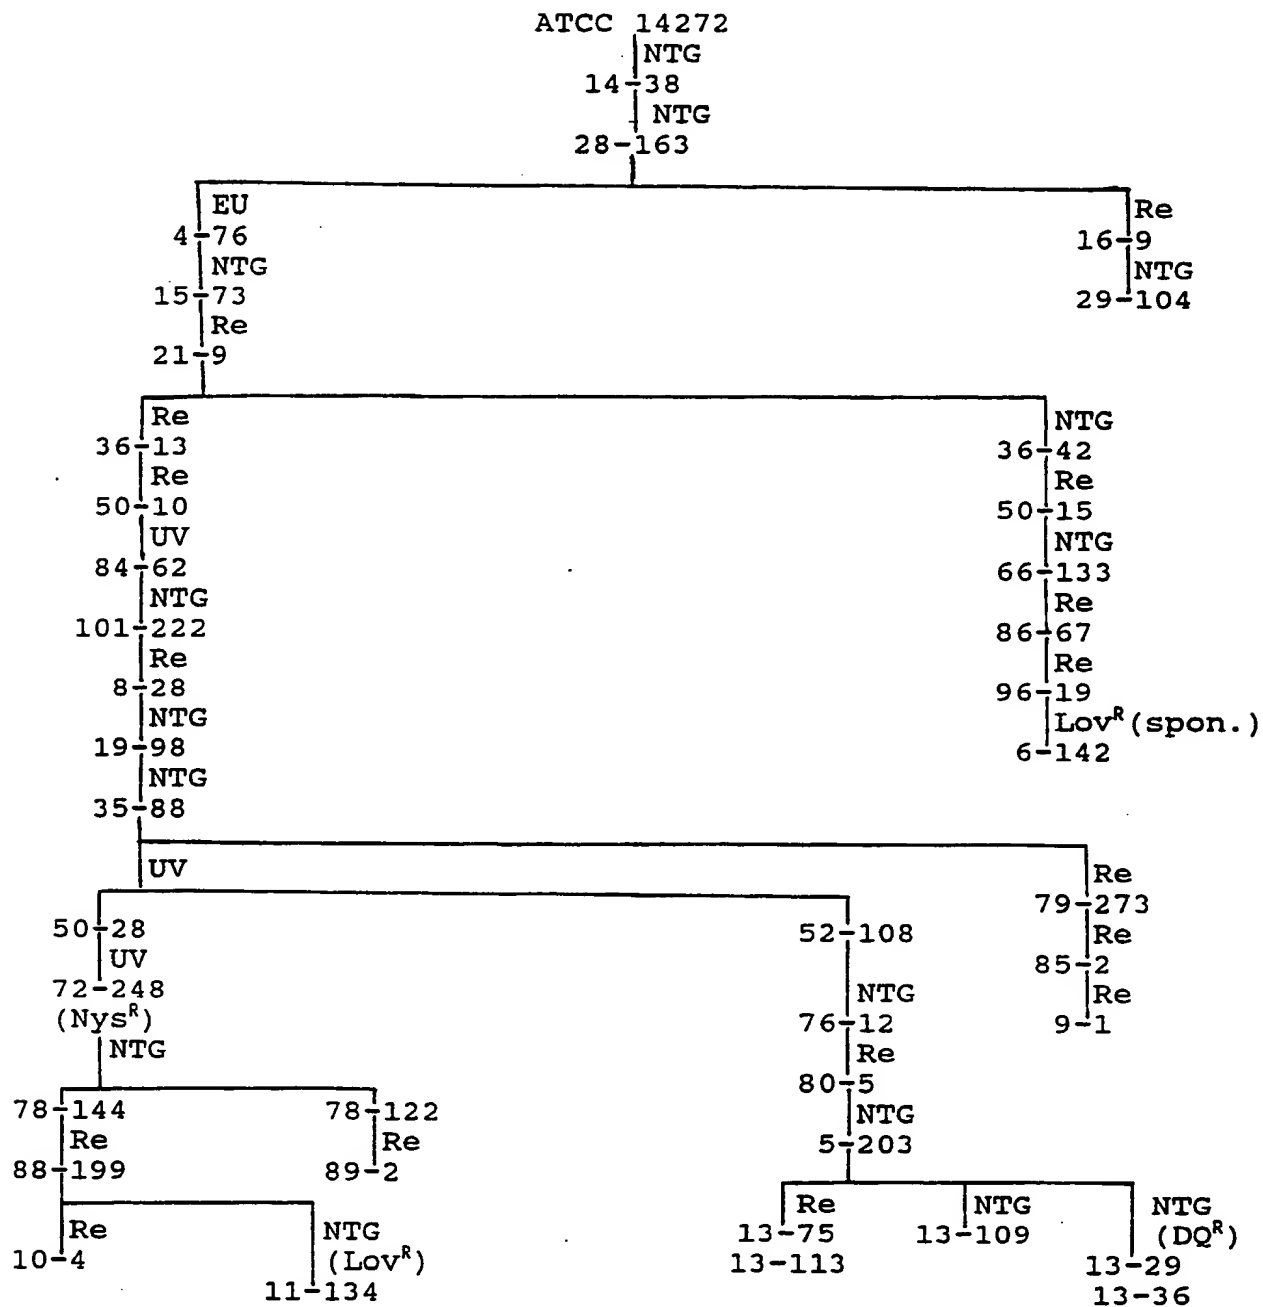 ATCC 14272
NTG
14-38
NTG
28-163
EU
4-76
NTG
15-73
Re
21-9
Re
16-9
NTG
29-104
Re
36-13
Re
50-10
UV
84-62
NTG
101-222
Re
8-28
NTG
19-98
NTG
35-88
NTG
36-42
Re
50-15
NTG
66-133
Re
86-67
Re
96-19
Lovᴿ(spon.)
6-142
UV
50-28
UV
72-248
(Nysᴿ)
NTG
78-144
Re
88-199
Re
10-4
NTG
(Lovᴿ)
11-134
78-122
Re
89-2
52-108
NTG
76-12
Re
80-5
NTG
5-203
Re
13-75
13-113
NTG
13-109
NTG
(DQᴿ)
13-29
13-36
Re
79-273
Re
85-2
Re
9-1